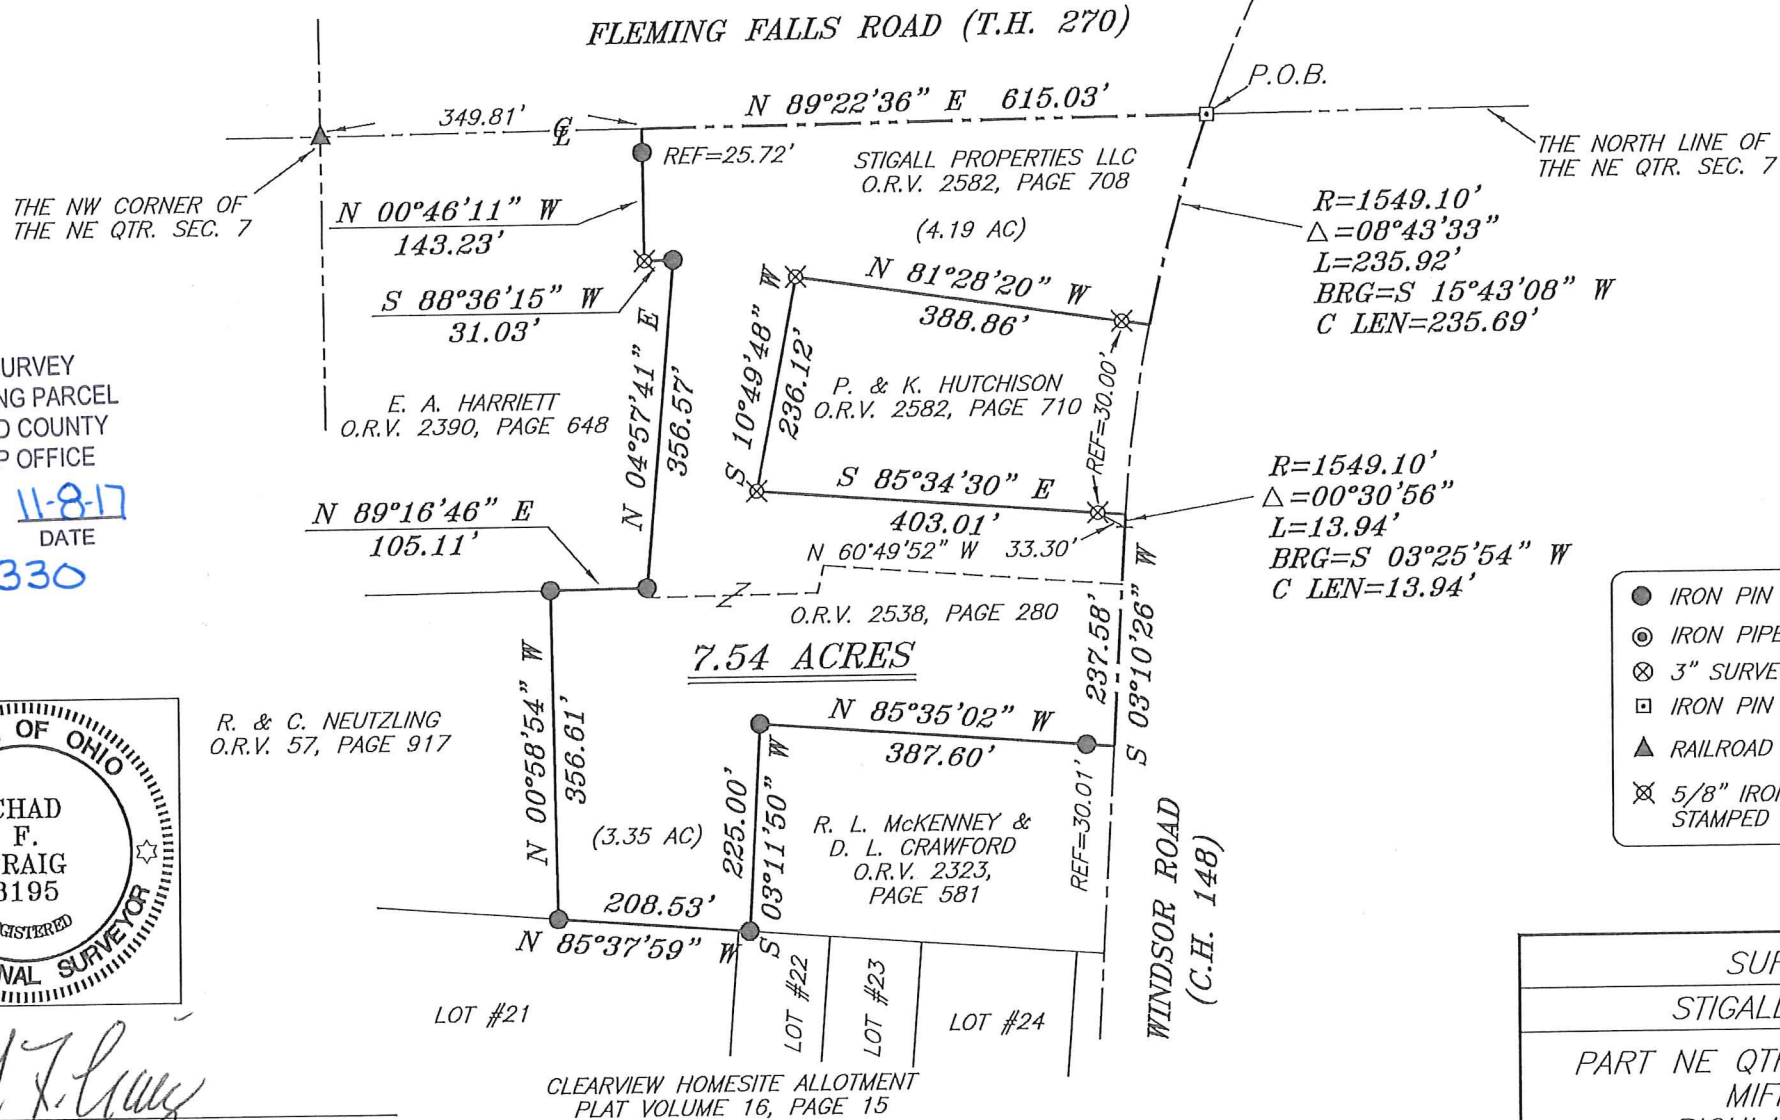 FLEMING FALLS ROAD (T.H. 270)
P.O.B.
N 89°22'36" E 615.03'
349.81'
℄
REF=25.72'
THE NORTH LINE OF
THE NE QTR. SEC. 7
STIGALL PROPERTIES LLC
O.R.V. 2582, PAGE 708
(4.19 AC)
THE NW CORNER OF
THE NE QTR. SEC. 7
N 00°46'11" W
143.23'
R=1549.10'
△=08°43'33"
L=235.92'
BRG=S 15°43'08" W
C LEN=235.69'
S 88°36'15" W
31.03'
N 81°28'20" W
388.86'
S 10°49'48" W
236.12'
N 04°57'41" E
356.57'
P. & K. HUTCHISON
O.R.V. 2582, PAGE 710
REF=30.00'
E. A. HARRIETT
O.R.V. 2390, PAGE 648
URVEY
NG PARCEL
D COUNTY
P OFFICE
11-8-17
DATE
330
S 85°34'30" E
403.01'
N 60°49'52" W 33.30'
R=1549.10'
△=00°30'56"
L=13.94'
BRG=S 03°25'54" W
C LEN=13.94'
N 89°16'46" E
105.11'
Z
O.R.V. 2538, PAGE 280
7.54 ACRES
237.58'
S 03°10'26" W
IRON PIN
IRON PIPE
3" SURVE
IRON PIN
RAILROAD
5/8" IRON
STAMPED
N 00°58'54" W
356.61'
R. & C. NEUTZLING
O.R.V. 57, PAGE 917
N 85°35'02" W
387.60'
REF=30.01'
225.00'
S 03°11'50" W
(3.35 AC)
R. L. McKENNEY &
D. L. CRAWFORD
O.R.V. 2323,
PAGE 581
208.53'
N 85°37'59" W
WINDSOR ROAD
(C.H. 148)
OF OHIO
CHAD
F.
RAIG
8195
GISTERED
NAL SURVEYOR
LOT #21
LOT #22
LOT #23
LOT #24
CLEARVIEW HOMESITE ALLOTMENT
PLAT VOLUME 16, PAGE 15
SUR
STIGALL
PART NE QTR
MIF